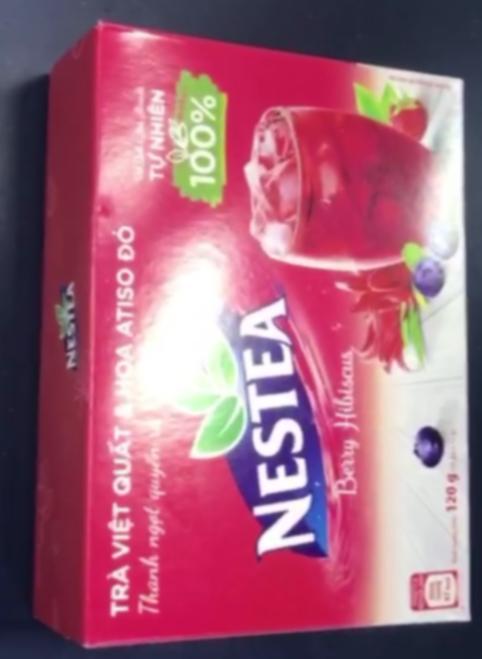 TRÀ VIỆT QUẤT & HOA ATISO ĐỎ
Thanh ngọt quyến
TỰ NHIÊN
100%
NESTEA
Berry Hibiscus
120 g
NESTEA